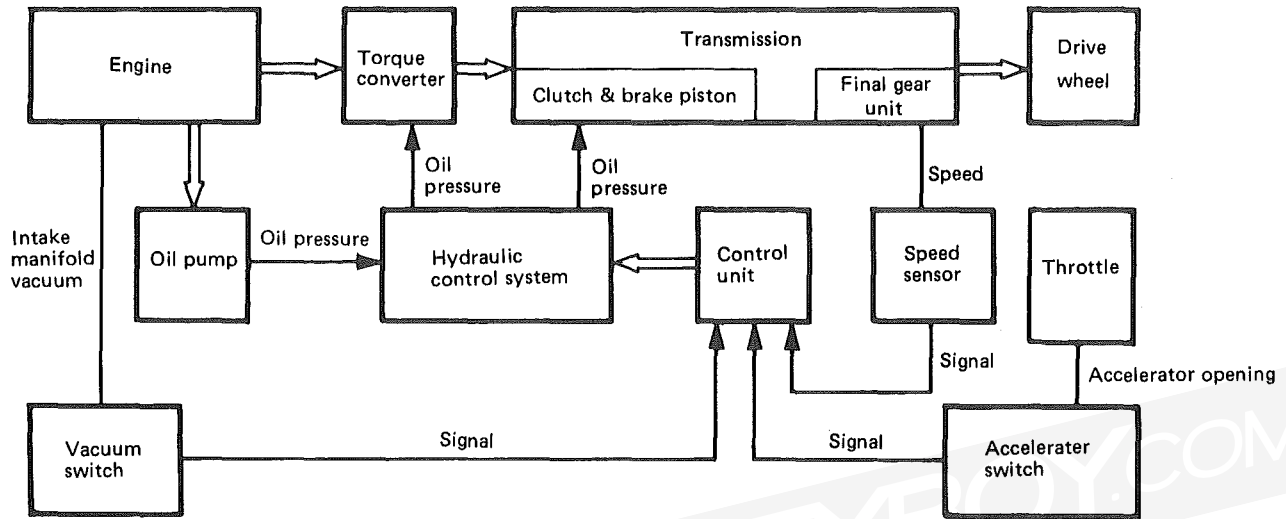 Engine
Torque
converter
Transmission
Clutch & brake piston
Final gear
unit
Drive
wheel
Oil
pressure
Oil
pressure
Speed
Intake
manifold
vacuum
Oil pump
Oil pressure
Hydraulic
control system
Control
unit
Speed
sensor
Throttle
Signal
Accelerator opening
Vacuum
switch
Signal
Signal
Accelerater
switch